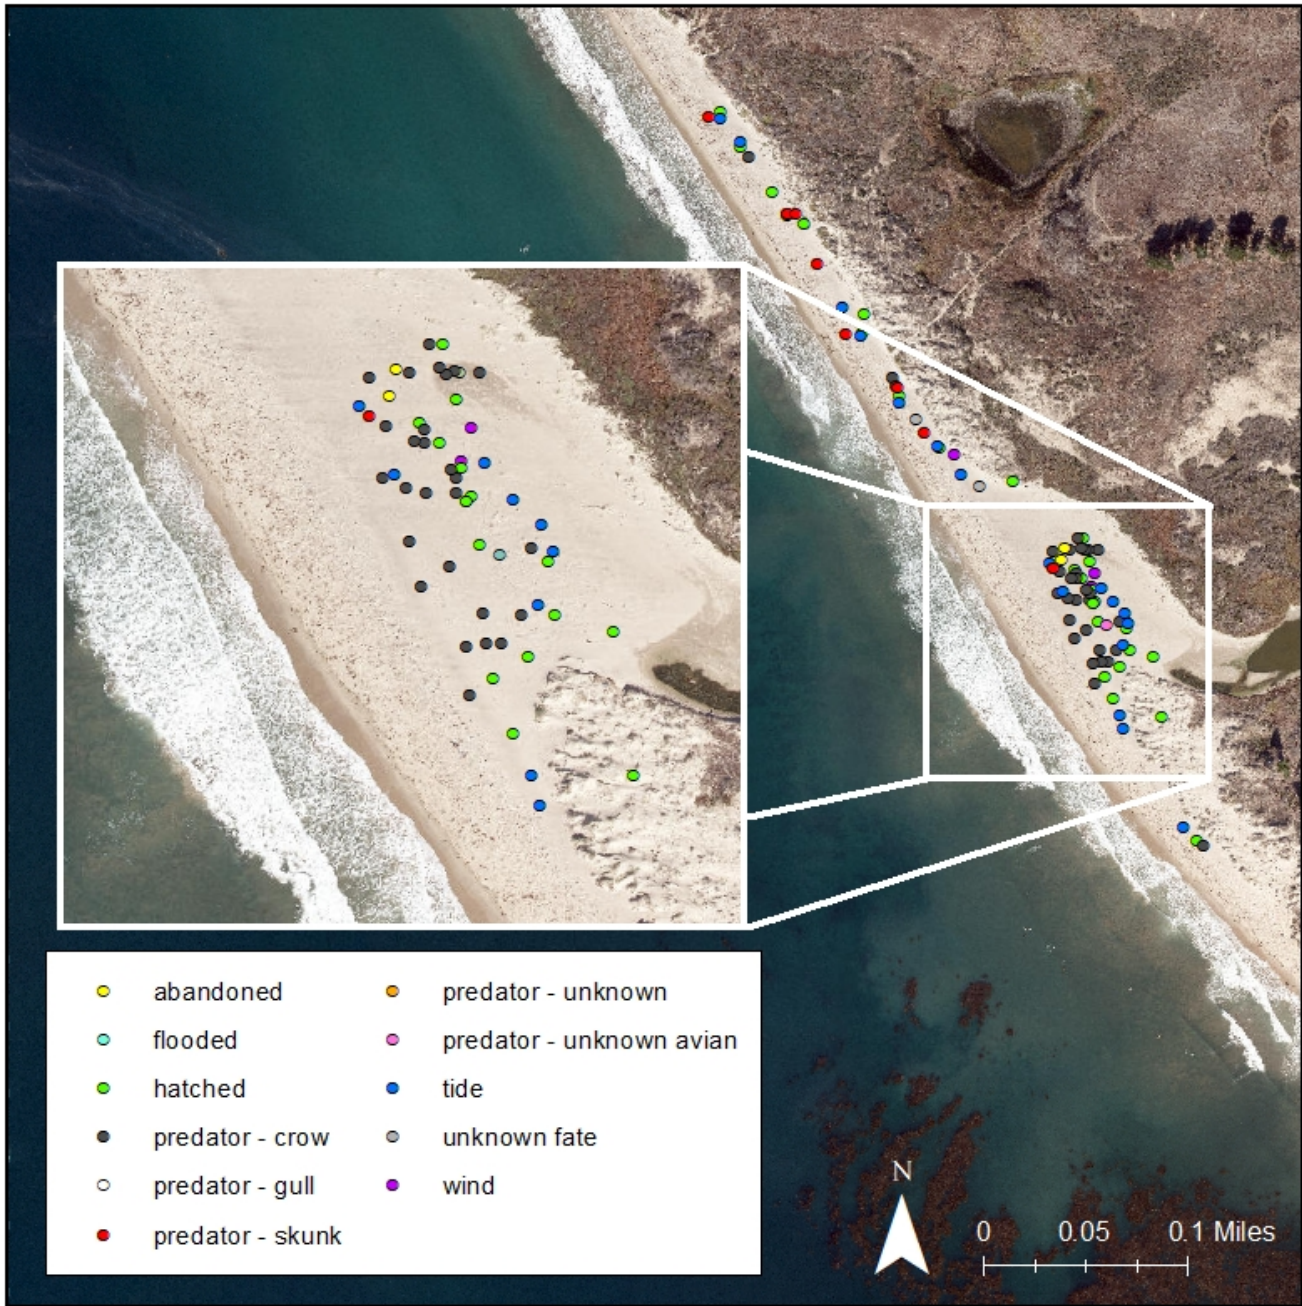 abandoned
flooded
hatched
predator - crow
predator - gull
predator - skunk
predator - unknown
predator - unknown avian
tide
unknown fate
wind
N
0 0.05 0.1 Miles